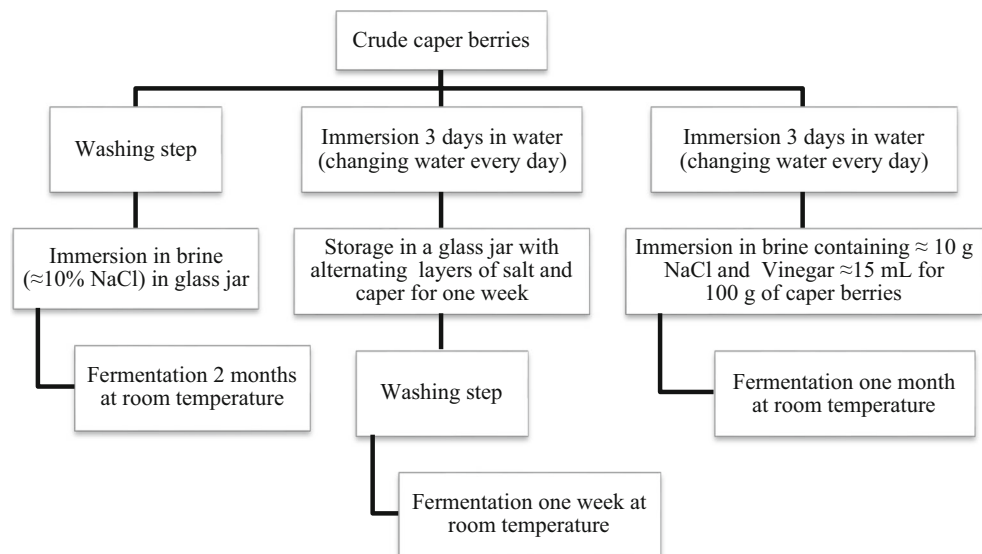 Crude caper berries
Washing step
Immersion 3 days in water
(changing water every day)
Immersion 3 days in water
(changing water every day)
Immersion in brine
(≈10% NaCl) in glass jar
Storage in a glass jar with
alternating layers of salt and
caper for one week
Immersion in brine containing ≈ 10 g
NaCl and Vinegar ≈15 mL for
100 g of caper berries
Fermentation 2 months
at room temperature
Washing step
Fermentation one month
at room temperature
Fermentation one week at
room temperature